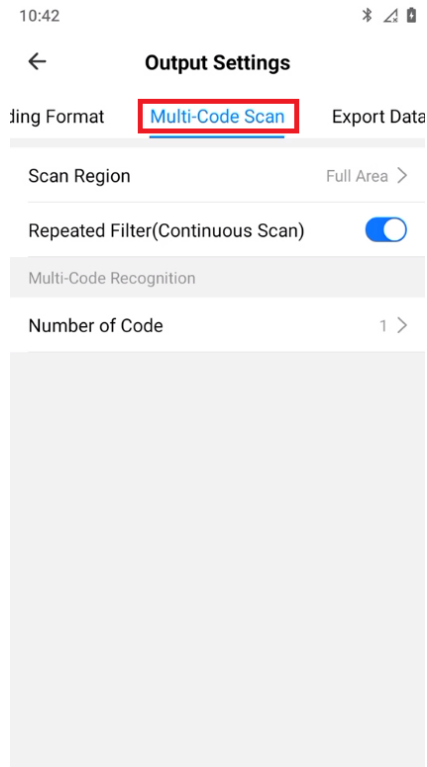 10:42
Output Settings
ding Format Multi-Code Scan Export Data
Scan Region Full Area
Repeated Filter(Continuous Scan)
Multi-Code Recognition
Number of Code 1